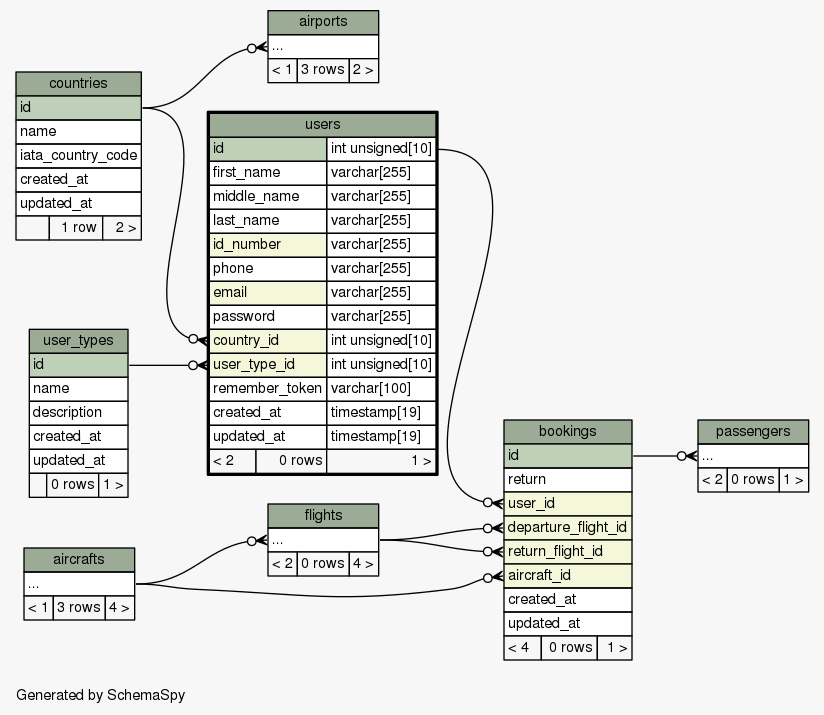 airports
...
< 1 3 rows 2 >
countries
id
name
iata_country_code
created_at
updated_at
1 row 2 >
users
id int unsigned[10]
first_name varchar[255]
middle_name varchar[255]
last_name varchar[255]
id_number varchar[255]
phone varchar[255]
email varchar[255]
password varchar[255]
country_id int unsigned[10]
user_type_id int unsigned[10]
remember_token varchar[100]
created_at timestamp[19]
updated_at timestamp[19]
< 2 0 rows 1 >
user_types
id
name
description
created_at
updated_at
0 rows 1 >
bookings
id
return
user_id
departure_flight_id
return_flight_id
aircraft_id
created_at
updated_at
< 4 0 rows 1 >
passengers
...
< 2 0 rows 1 >
flights
...
< 2 0 rows 4 >
aircrafts
...
< 1 3 rows 4 >
Generated by SchemaSpy